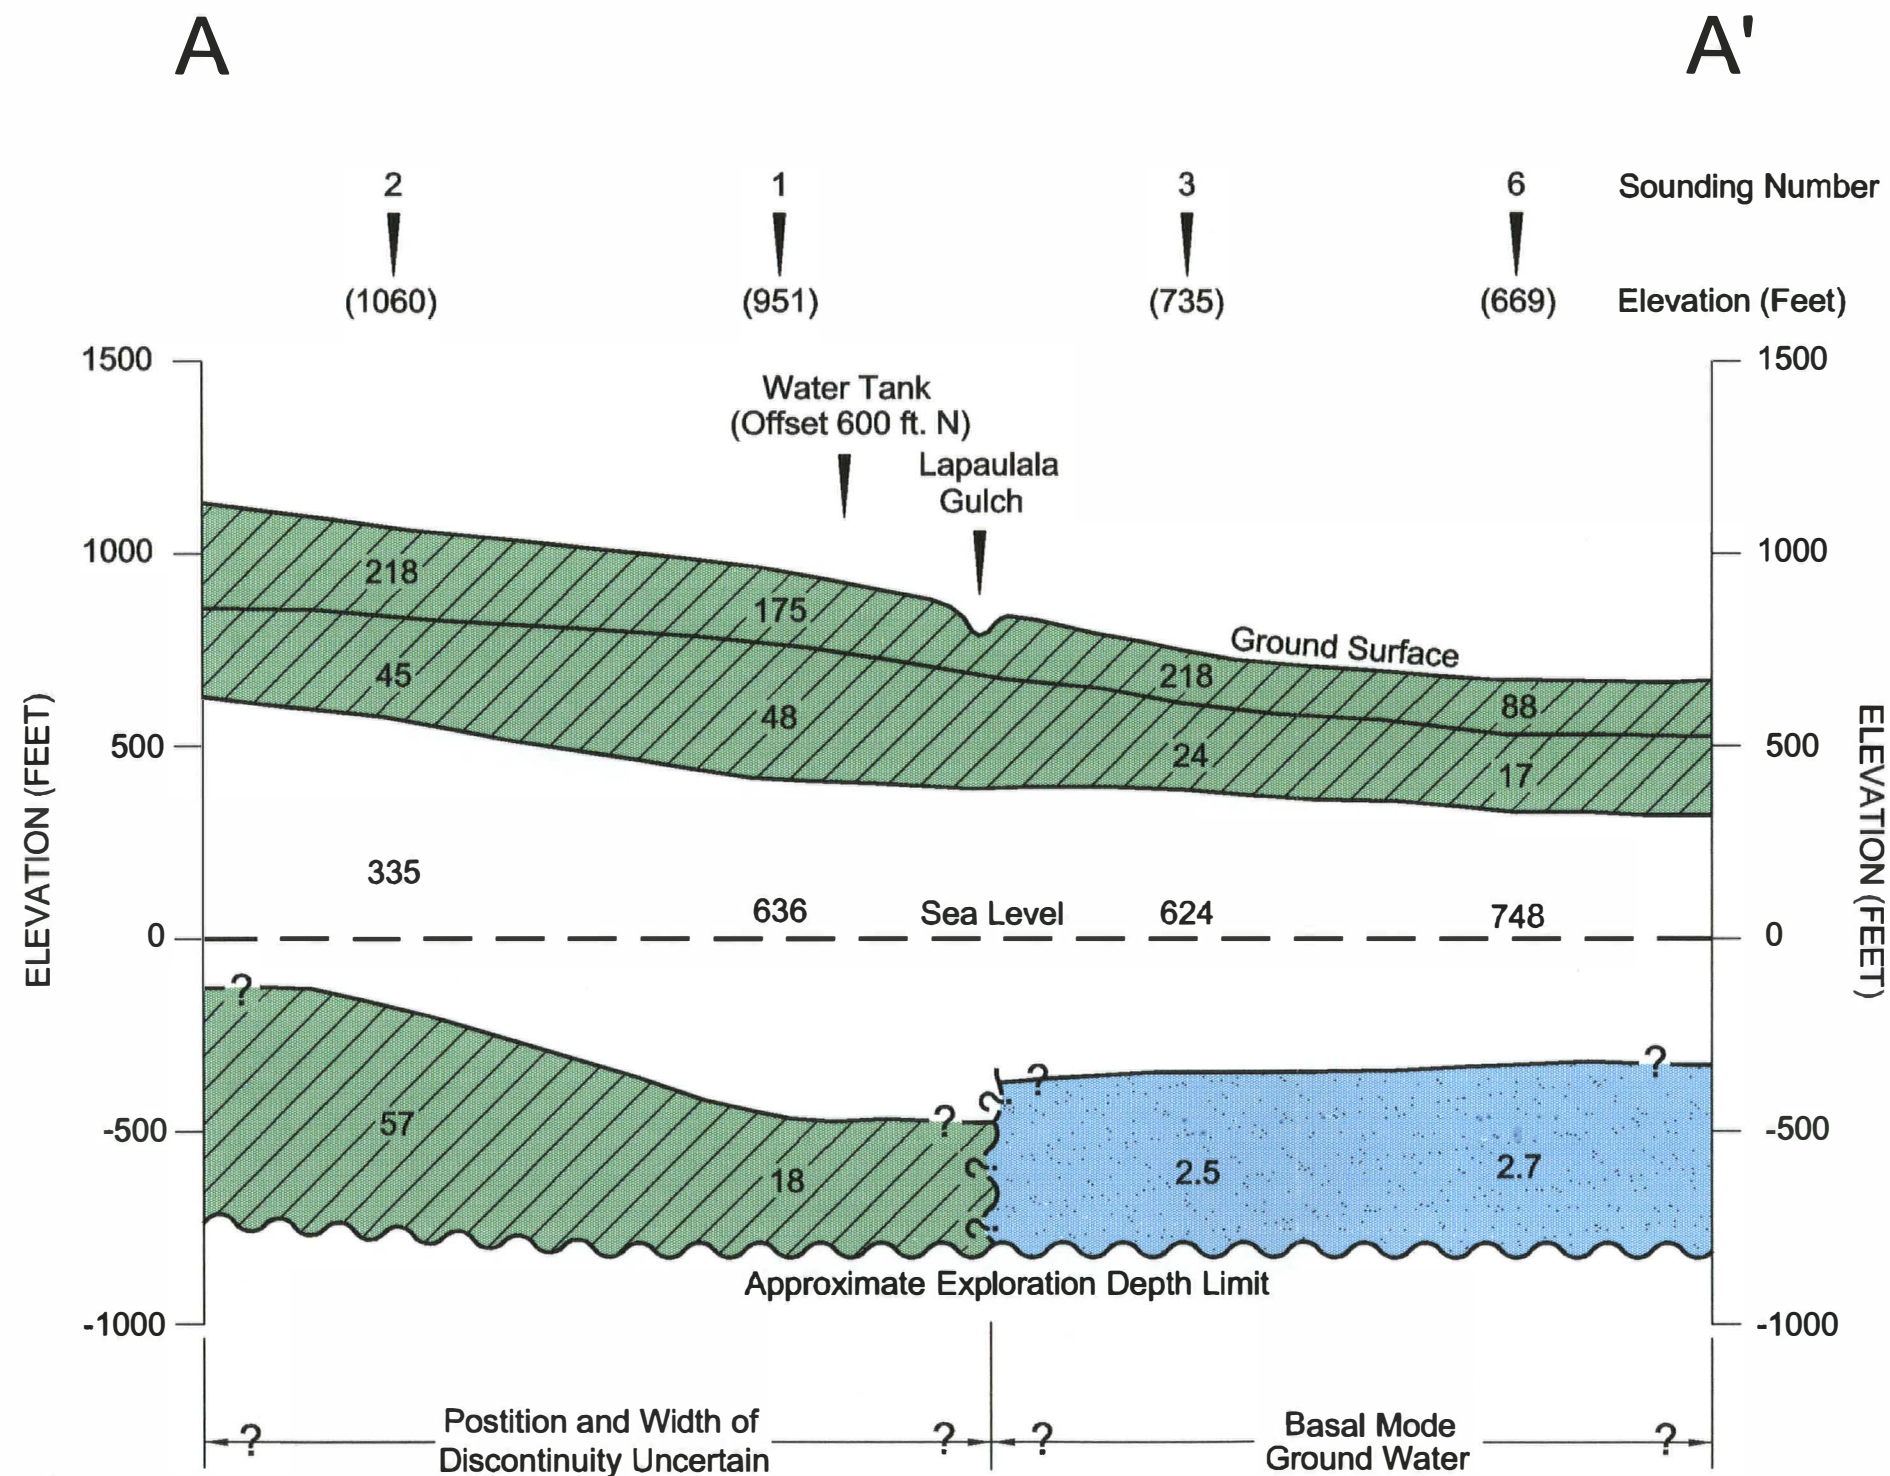 A A'
2 1 3 6 Sounding Number
(1060) (951) (735) (669) Elevation (Feet)
1500 1500
Water Tank
(Offset 600 ft. N)
Lapaulala
Gulch
1000 1000
218
175
Ground Surface
218
88
45
48
24
17
500 500
ELEVATION (FEET)
ELEVATION (FEET)
335
636 Sea Level 624 748
0 0
?
?
?
?
?
57
-500 -500
?
18
2.5
2.7
?
Approximate Exploration Depth Limit
-1000 -1000
? Postition and Width of ? ? Basal Mode ?
Discontinuity Uncertain Ground Water